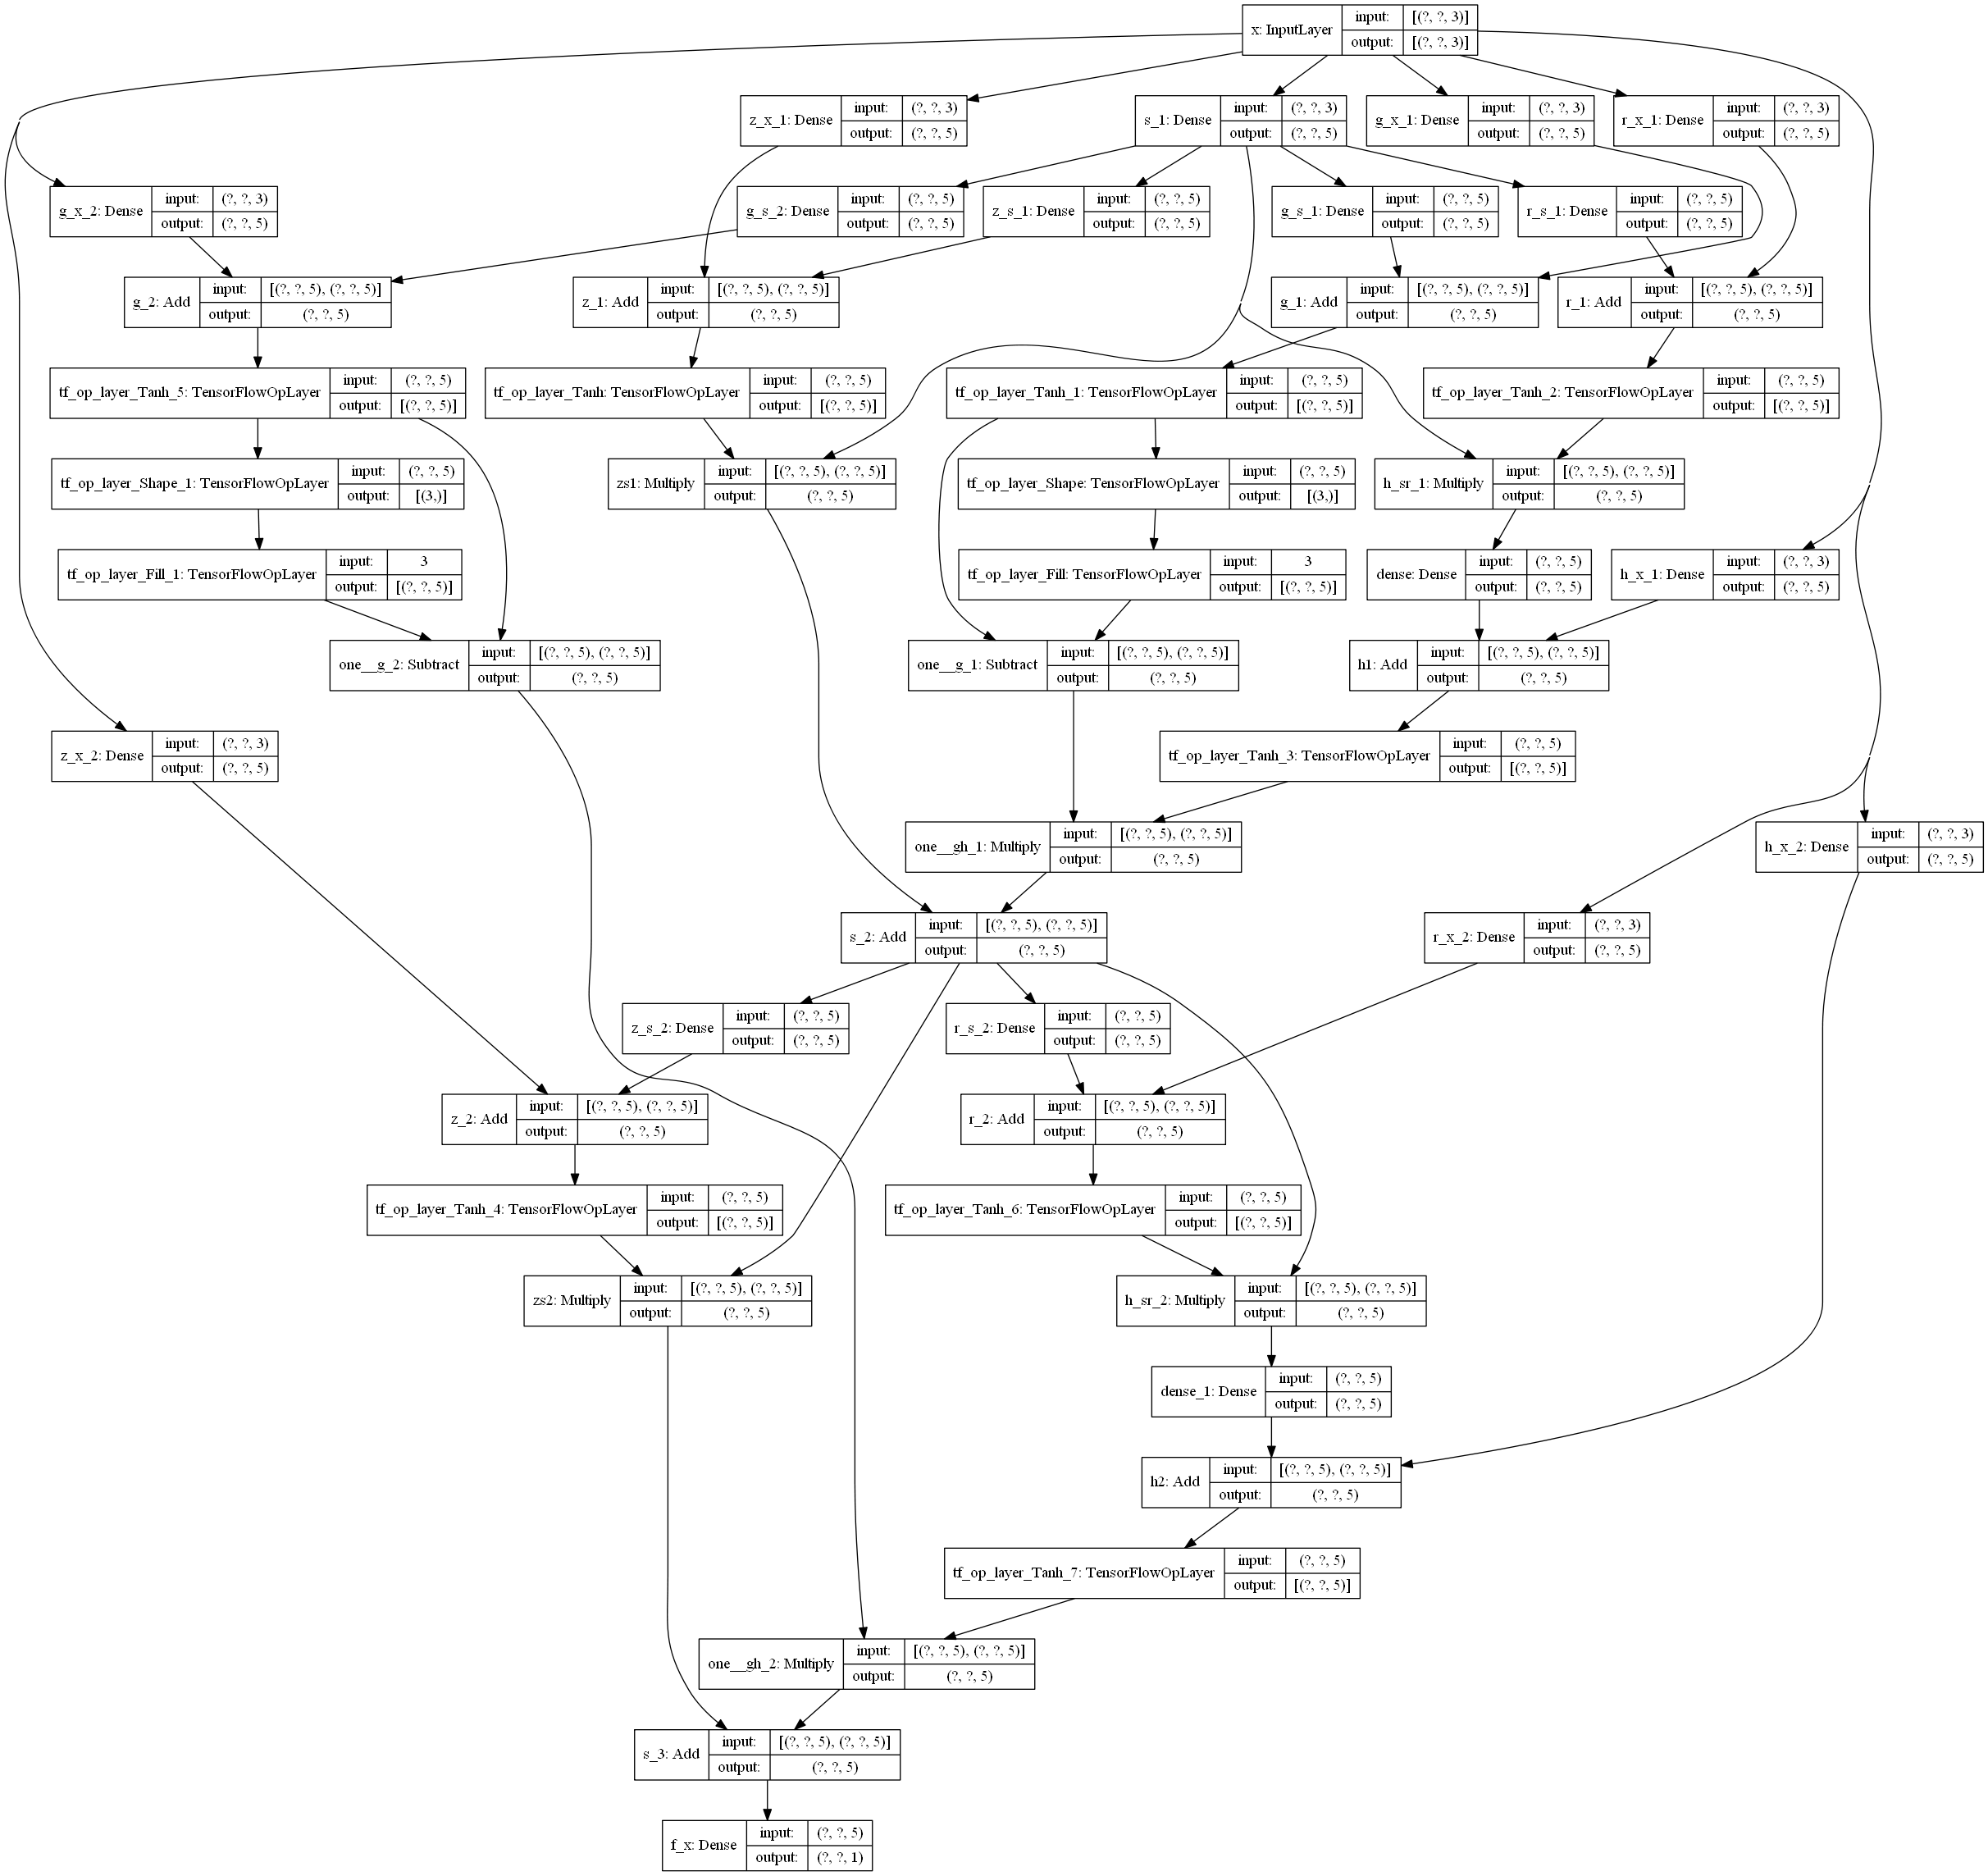 x: InputLayer input: [(?, ?, 3)]
output: [(?, ?, 3)]
z_x_1: Dense input: (?, ?, 3)
output: (?, ?, 5)
s_1: Dense input: (?, ?, 3)
output: (?, ?, 5)
g_x_1: Dense input: (?, ?, 3)
output: (?, ?, 5)
r_x_1: Dense input: (?, ?, 3)
output: (?, ?, 5)
g_x_2: Dense input: (?, ?, 3)
output: (?, ?, 5)
g_s_2: Dense input: (?, ?, 5)
output: (?, ?, 5)
z_s_1: Dense input: (?, ?, 5)
output: (?, ?, 5)
g_s_1: Dense input: (?, ?, 5)
output: (?, ?, 5)
r_s_1: Dense input: (?, ?, 5)
output: (?, ?, 5)
g_2: Add input: [(?, ?, 5), (?, ?, 5)]
output: (?, ?, 5)
z_1: Add input: [(?, ?, 5), (?, ?, 5)]
output: (?, ?, 5)
g_1: Add input: [(?, ?, 5), (?, ?, 5)]
output: (?, ?, 5)
r_1: Add input: [(?, ?, 5), (?, ?, 5)]
output: (?, ?, 5)
tf_op_layer_Tanh_5: TensorFlowOpLayer input: (?, ?, 5)
output: [(?, ?, 5)]
tf_op_layer_Tanh: TensorFlowOpLayer input: (?, ?, 5)
output: [(?, ?, 5)]
tf_op_layer_Tanh_1: TensorFlowOpLayer input: (?, ?, 5)
output: [(?, ?, 5)]
tf_op_layer_Tanh_2: TensorFlowOpLayer input: (?, ?, 5)
output: [(?, ?, 5)]
tf_op_layer_Shape_1: TensorFlowOpLayer input: (?, ?, 5)
output: [(3,)]
zs1: Multiply input: [(?, ?, 5), (?, ?, 5)]
output: (?, ?, 5)
tf_op_layer_Shape: TensorFlowOpLayer input: (?, ?, 5)
output: [(3,)]
h_sr_1: Multiply input: [(?, ?, 5), (?, ?, 5)]
output: (?, ?, 5)
tf_op_layer_Fill_1: TensorFlowOpLayer input: 3
output: [(?, ?, 5)]
tf_op_layer_Fill: TensorFlowOpLayer input: 3
output: [(?, ?, 5)]
dense: Dense input: (?, ?, 5)
output: (?, ?, 5)
h_x_1: Dense input: (?, ?, 3)
output: (?, ?, 5)
one__g_2: Subtract input: [(?, ?, 5), (?, ?, 5)]
output: (?, ?, 5)
one__g_1: Subtract input: [(?, ?, 5), (?, ?, 5)]
output: (?, ?, 5)
h1: Add input: [(?, ?, 5), (?, ?, 5)]
output: (?, ?, 5)
z_x_2: Dense input: (?, ?, 3)
output: (?, ?, 5)
tf_op_layer_Tanh_3: TensorFlowOpLayer input: (?, ?, 5)
output: [(?, ?, 5)]
one__gh_1: Multiply input: [(?, ?, 5), (?, ?, 5)]
output: (?, ?, 5)
h_x_2: Dense input: (?, ?, 3)
output: (?, ?, 5)
s_2: Add input: [(?, ?, 5), (?, ?, 5)]
output: (?, ?, 5)
r_x_2: Dense input: (?, ?, 3)
output: (?, ?, 5)
z_s_2: Dense input: (?, ?, 5)
output: (?, ?, 5)
r_s_2: Dense input: (?, ?, 5)
output: (?, ?, 5)
z_2: Add input: [(?, ?, 5), (?, ?, 5)]
output: (?, ?, 5)
r_2: Add input: [(?, ?, 5), (?, ?, 5)]
output: (?, ?, 5)
tf_op_layer_Tanh_4: TensorFlowOpLayer input: (?, ?, 5)
output: [(?, ?, 5)]
tf_op_layer_Tanh_6: TensorFlowOpLayer input: (?, ?, 5)
output: [(?, ?, 5)]
zs2: Multiply input: [(?, ?, 5), (?, ?, 5)]
output: (?, ?, 5)
h_sr_2: Multiply input: [(?, ?, 5), (?, ?, 5)]
output: (?, ?, 5)
dense_1: Dense input: (?, ?, 5)
output: (?, ?, 5)
h2: Add input: [(?, ?, 5), (?, ?, 5)]
output: (?, ?, 5)
tf_op_layer_Tanh_7: TensorFlowOpLayer input: (?, ?, 5)
output: [(?, ?, 5)]
one__gh_2: Multiply input: [(?, ?, 5), (?, ?, 5)]
output: (?, ?, 5)
s_3: Add input: [(?, ?, 5), (?, ?, 5)]
output: (?, ?, 5)
f_x: Dense input: (?, ?, 5)
output: (?, ?, 1)